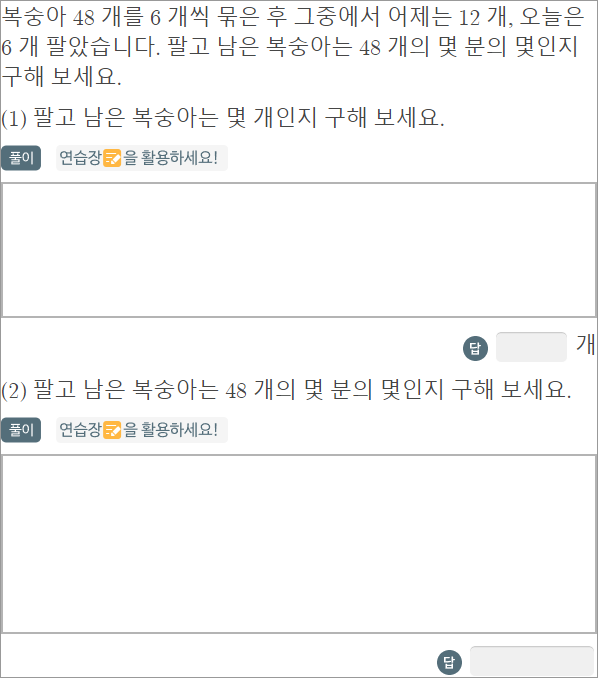 복숭아 48 개를 6 개씩 묶은 후 그중에서 어제는 12 개, 오늘은
6 개 팔았습니다. 팔고 남은 복숭아는 48 개의 몇 분의 몇인지
구해 보세요.
(1) 팔고 남은 복숭아는 몇 개인지 구해 보세요.
풀이 연습장을 활용하세요!
답 개
(2) 팔고 남은 복숭아는 48 개의 몇 분의 몇인지 구해 보세요.
풀이 연습장을 활용하세요!
답